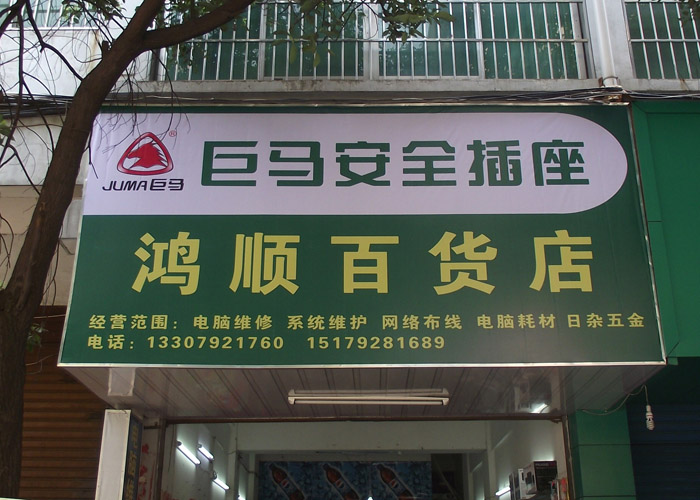 JUMA巨马®
巨马安全插座
鸿顺百货店
经营范围：电脑维修 系统维护 网络布线 电脑耗材 日杂五金
电话：13307921760 15179281689